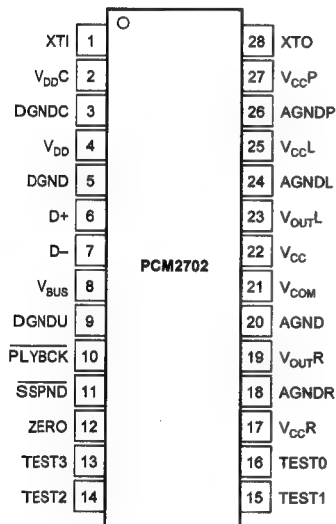 XTI 1 28 XTO
VDDC 2 27 VCCP
DGNDC 3 26 AGNDP
VDD 4 25 VCCL
DGND 5 24 AGNDL
D+ 6 23 VOUTL
D– 7 22 VCC
PCM2702
VBUS 8 21 VCOM
DGNDU 9 20 AGND
PLYBCK 10 19 VOUTR
SSPND 11 18 AGNDR
ZERO 12 17 VCCR
TEST3 13 16 TEST0
TEST2 14 15 TEST1